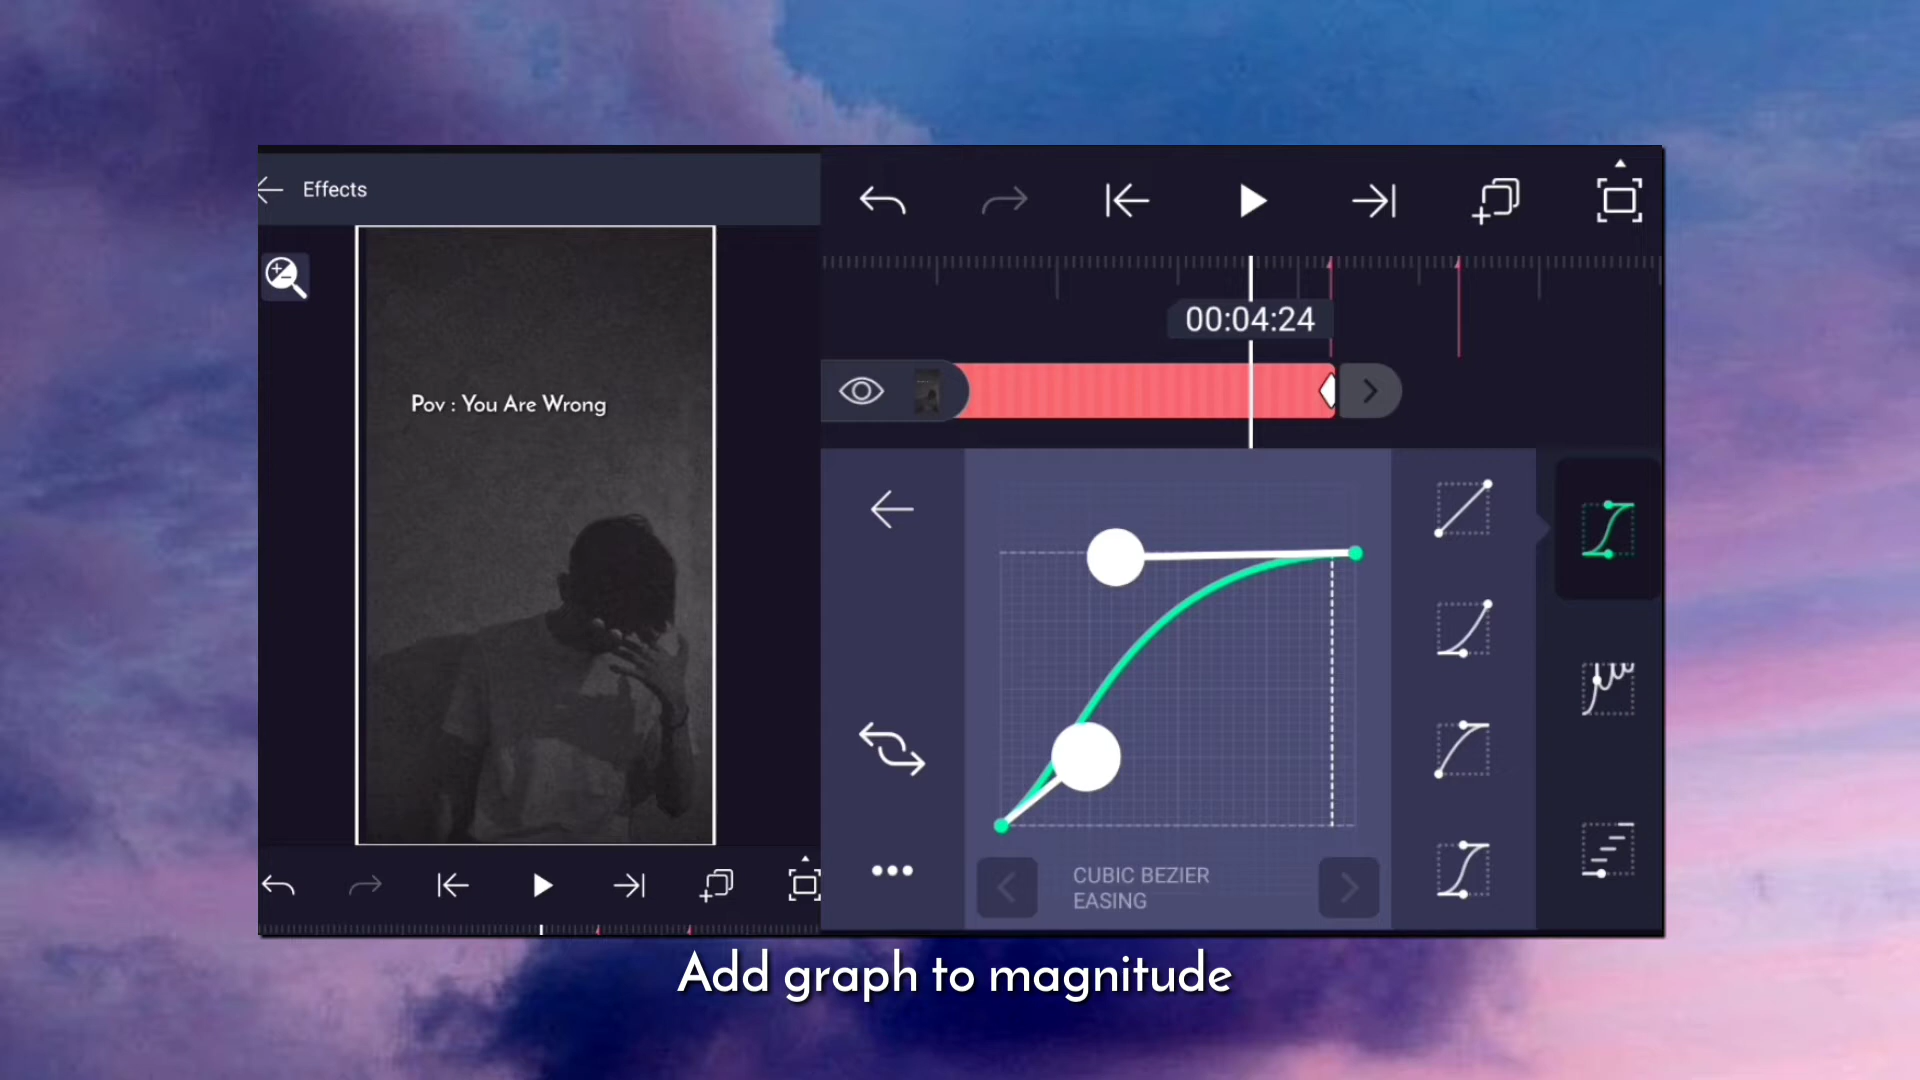 Effects
00:04:24
Pov : You Are Wrong
CUBIC BEZIER
EASING
Add graph to magnitude